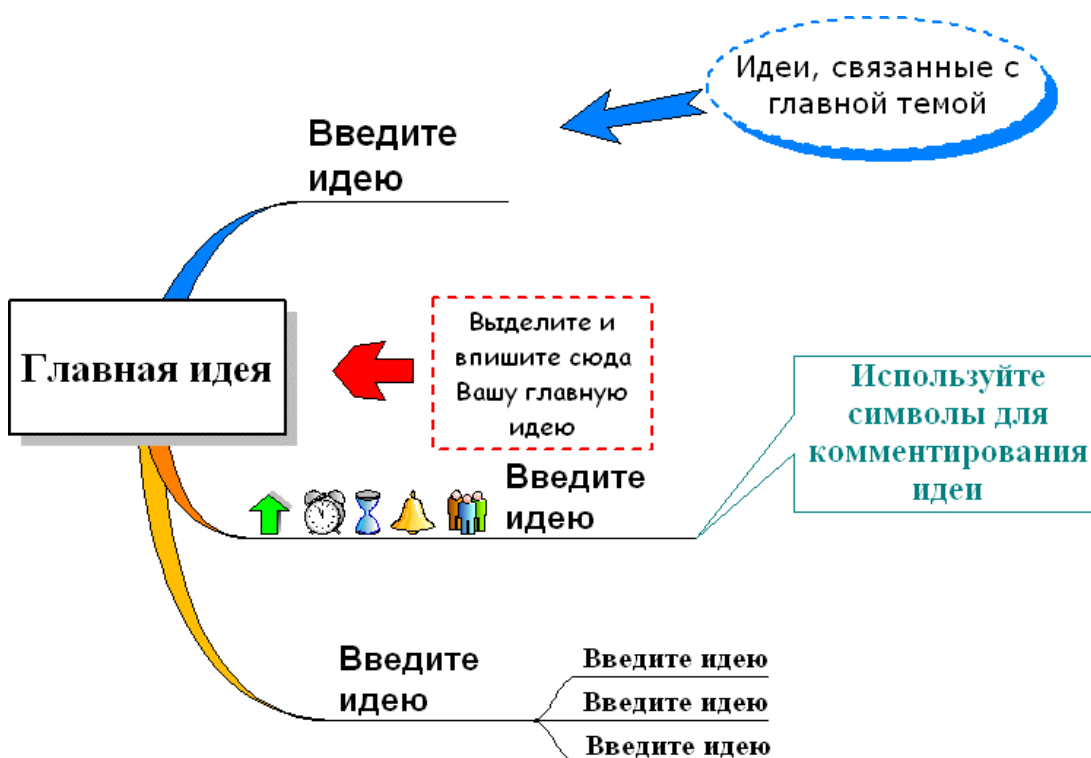 Идеи, связанные с
главной темой
Введите
идею
Главная идея
Выделите и
впишите сюда
Вашу главную
идею
Используйте
символы для
комментирования
идеи
Введите
идею
Введите
идею
Введите идею
Введите идею
Введите идею